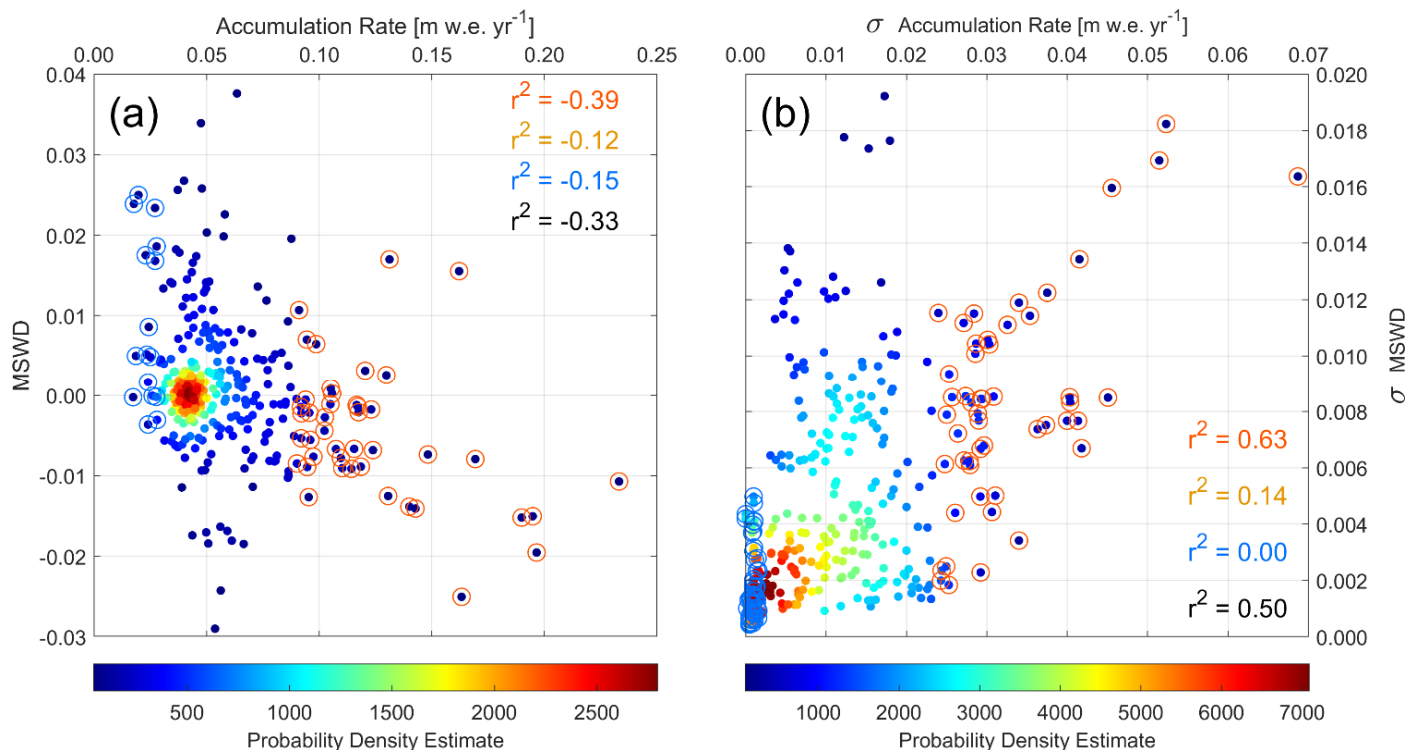 Accumulation Rate [m w.e. yr-1]
0.00 0.05 0.10 0.15 0.20 0.25
0.04
0.03
0.02
0.01
0.00
-0.01
-0.02
-0.03
MSWD
(a)
r2 = -0.39
r2 = -0.12
r2 = -0.15
r2 = -0.33
500 1000 1500 2000 2500
Probability Density Estimate
σ Accumulation Rate [m w.e. yr-1]
0.00 0.01 0.02 0.03 0.04 0.05 0.06 0.07
(b)
0.020
0.018
0.016
0.014
0.012
0.010
0.008
0.006
0.004
0.002
0.000
σ MSWD
r2 = 0.63
r2 = 0.14
r2 = 0.00
r2 = 0.50
1000 2000 3000 4000 5000 6000 7000
Probability Density Estimate